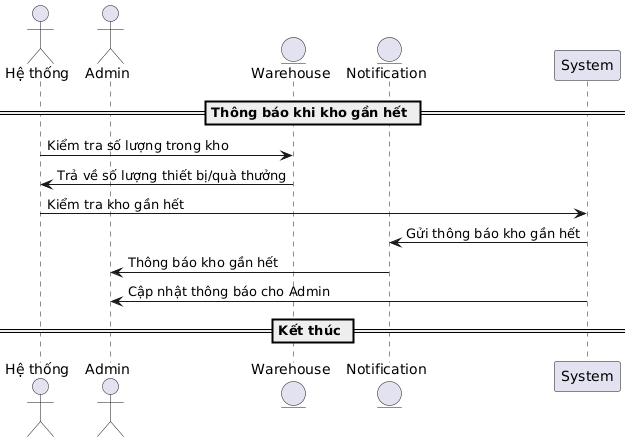 Hệ thống Admin Warehouse Notification System
Thông báo khi kho gần hết
Kiểm tra số lượng trong kho
Trả về số lượng thiết bị/quà thưởng
Kiểm tra kho gần hết
Gửi thông báo kho gần hết
Thông báo kho gần hết
Cập nhật thông báo cho Admin
Kết thúc
Hệ thống Admin Warehouse Notification System